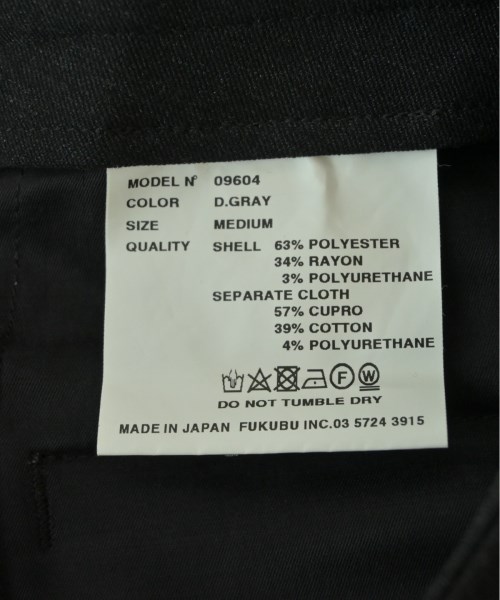 MODEL Nº 09604
COLOR D.GRAY
SIZE MEDIUM
QUALITY SHELL 63% POLYESTER
34% RAYON
3% POLYURETHANE
SEPARATE CLOTH
57% CUPRO
39% COTTON
4% POLYURETHANE
F W
DO NOT TUMBLE DRY
MADE IN JAPAN FUKUBU INC.03 5724 3915